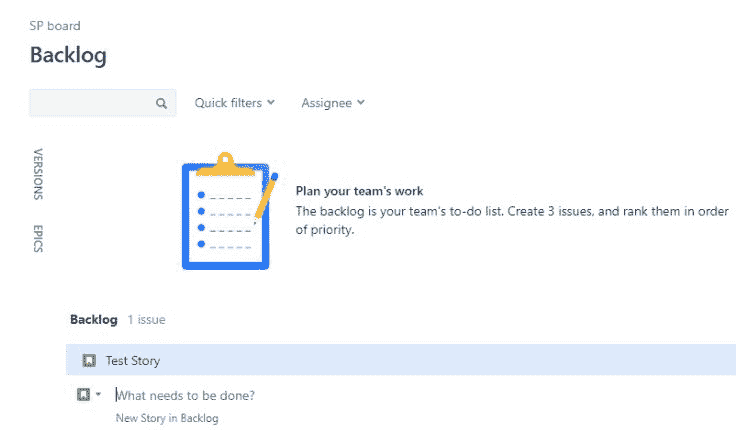 SP board
Backlog
Quick filters
Assignee
VERSIONS
EPICS
Plan your team's work
The backlog is your team's to-do list. Create 3 issues, and rank them in order
of priority.
Backlog 1 issue
Test Story
What needs to be done?
New Story in Backlog